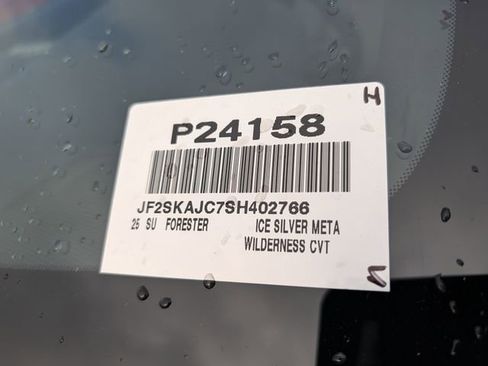 H
P24158
JF2SKAJC7SH402766
25 SU FORESTER ICE SILVER META
WILDERNESS CVT